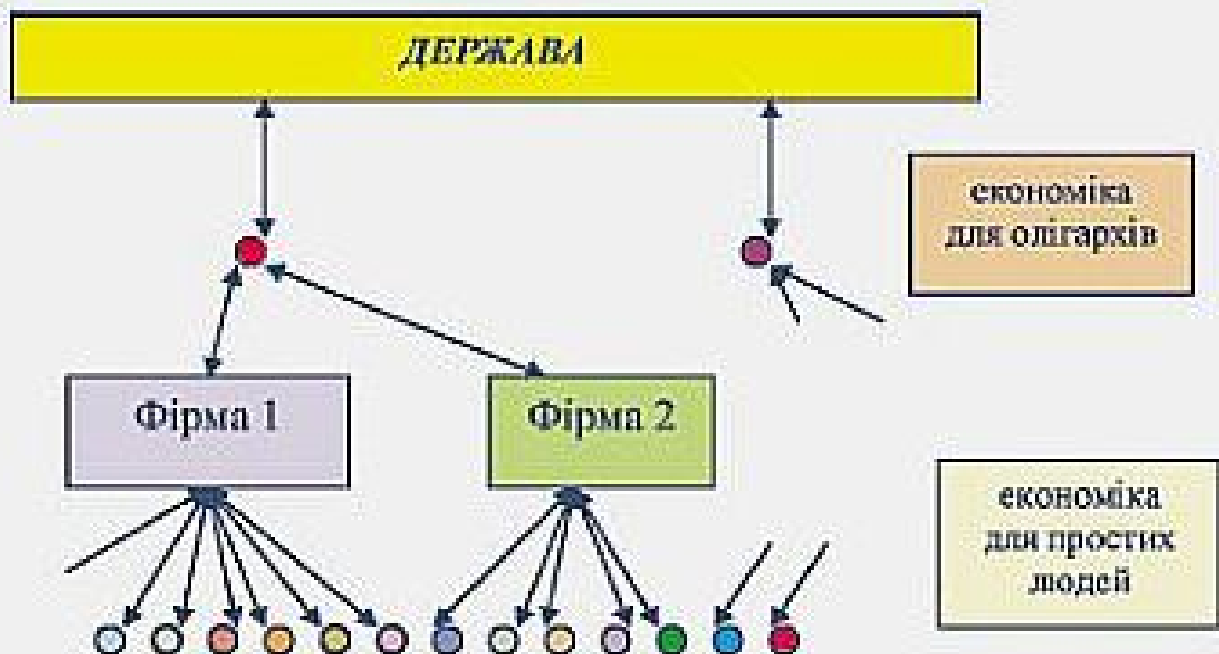 ДЕРЖАВА
економіка
для олігархів
Фірма 1
Фірма 2
економіка
для простих
людей